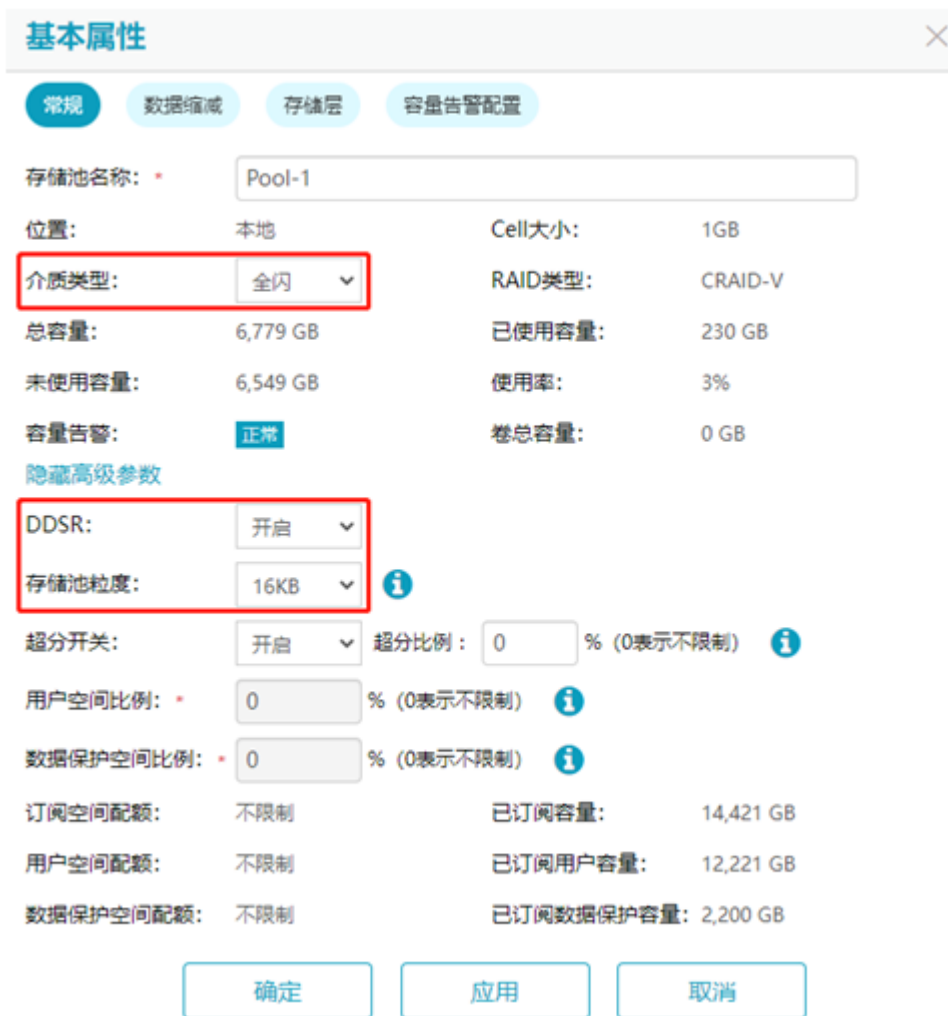 基本属性
常规 数据缩减 存储层 容量告警配置
存储池名称： * Pool-1
位置： 本地 Cell大小： 1GB
介质类型： 全闪 RAID类型： CRAID-V
总容量： 6,779 GB 已使用容量： 230 GB
未使用容量： 6,549 GB 使用率： 3%
容量告警： 正常 卷总容量： 0 GB
隐藏高级参数
DDSR： 开启
存储池粒度： 16KB
超分开关： 开启 超分比例： 0 % (0表示不限制)
用户空间比例： * 0 % (0表示不限制)
数据保护空间比例： * 0 % (0表示不限制)
订阅空间配额： 不限制 已订阅容量： 14,421 GB
用户空间配额： 不限制 已订阅用户容量： 12,221 GB
数据保护空间配额： 不限制 已订阅数据保护容量： 2,200 GB
确定 应用 取消